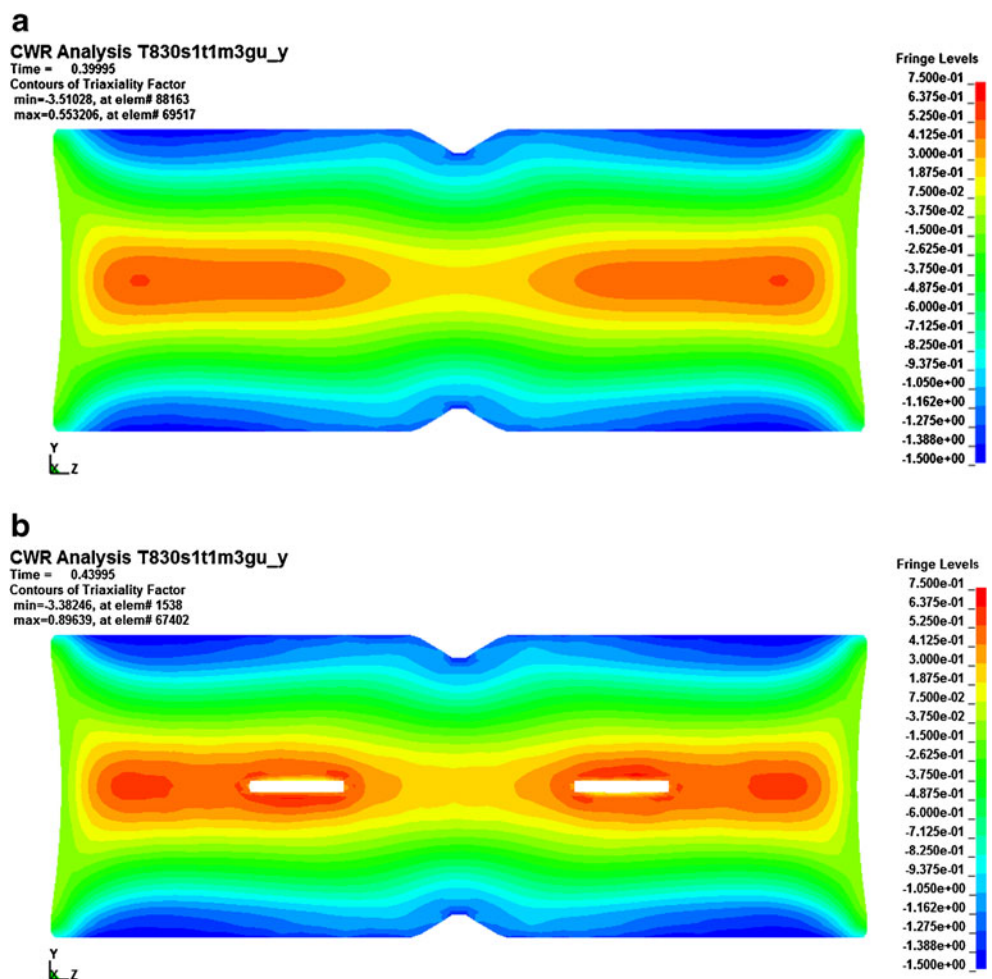 a
CWR Analysis T830s1t1m3gu_y
Time = 0.39995
Contours of Triaxiality Factor
min=-3.51028, at elem# 88163
max=0.553206, at elem# 69517
Fringe Levels
7.500e-01
6.375e-01
5.250e-01
4.125e-01
3.000e-01
1.875e-01
7.500e-02
-3.750e-02
-1.500e-01
-2.625e-01
-3.750e-01
-4.875e-01
-6.000e-01
-7.125e-01
-8.250e-01
-9.375e-01
-1.050e+00
-1.162e+00
-1.275e+00
-1.388e+00
-1.500e+00
Y
X Z
b
CWR Analysis T830s1t1m3gu_y
Time = 0.43995
Contours of Triaxiality Factor
min=-3.38246, at elem# 1538
max=0.89639, at elem# 67402
Fringe Levels
7.500e-01
6.375e-01
5.250e-01
4.125e-01
3.000e-01
1.875e-01
7.500e-02
-3.750e-02
-1.500e-01
-2.625e-01
-3.750e-01
-4.875e-01
-6.000e-01
-7.125e-01
-8.250e-01
-9.375e-01
-1.050e+00
-1.162e+00
-1.275e+00
-1.388e+00
-1.500e+00
Y
X Z